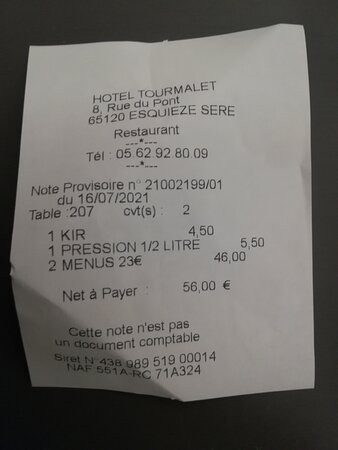 HOTEL TOURMALET
8, Rue du Pont
65120 ESQUIEZE SERE
Restaurant
---*---
Tél : 05.62.92.80.09
---*---
Note Provisoire n° 21002199/01
du 16/07/2021
Table :207 cvt(s) : 2
1 KIR 4,50
1 PRESSION 1/2 LITRE 5,50
2 MENUS 23€ 46,00
Net à Payer : 56,00 €
Cette note n'est pas
un document comptable
Siret N°438 989 519 00014
NAF 551A-RC 71A324